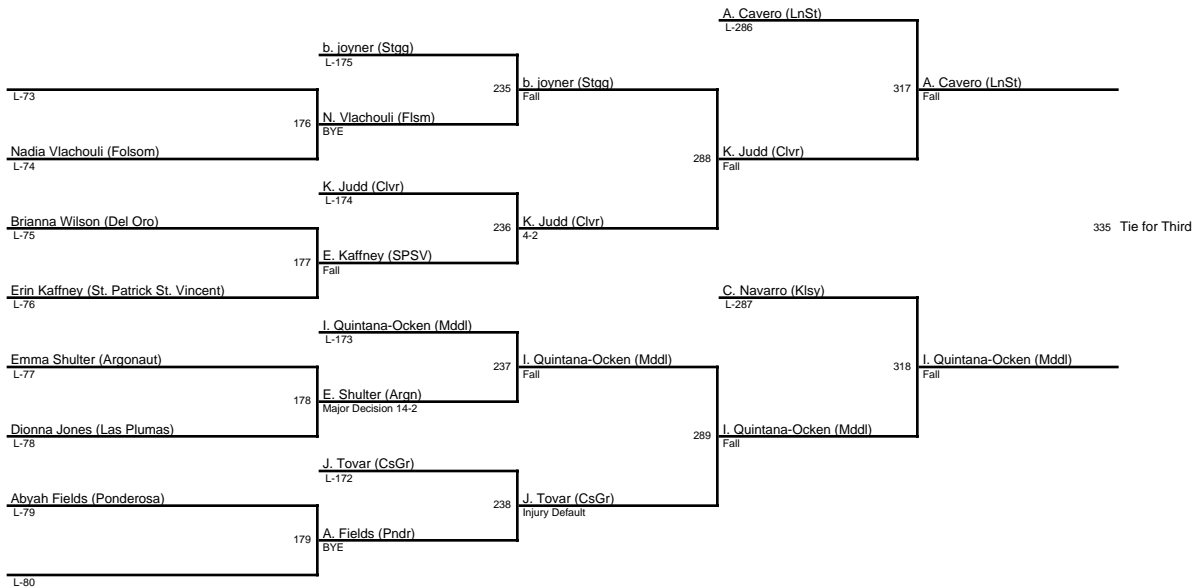 A. Cavero (LnSt)
L-286
b. joyner (Stgg)
L-175
235
b. joyner (Stgg)
Fall
317
A. Cavero (LnSt)
Fall
L-73
176
N. Vlachouli (Flsm)
BYE
Nadia Vlachouli (Folsom)
L-74
288
K. Judd (Clvr)
Fall
K. Judd (Clvr)
L-174
Brianna Wilson (Del Oro)
L-75
236
K. Judd (Clvr)
4-2
335 Tie for Third
177
E. Kaffney (SPSV)
Fall
Erin Kaffney (St. Patrick St. Vincent)
L-76
C. Navarro (Klsy)
L-287
I. Quintana-Ocken (Mddl)
L-173
Emma Shulter (Argonaut)
L-77
237
I. Quintana-Ocken (Mddl)
Fall
318
I. Quintana-Ocken (Mddl)
Fall
178
E. Shulter (Argn)
Major Decision 14-2
Dionna Jones (Las Plumas)
L-78
289
I. Quintana-Ocken (Mddl)
Fall
J. Tovar (CsGr)
L-172
Abyah Fields (Ponderosa)
L-79
238
J. Tovar (CsGr)
Injury Default
179
A. Fields (Pndr)
BYE
L-80